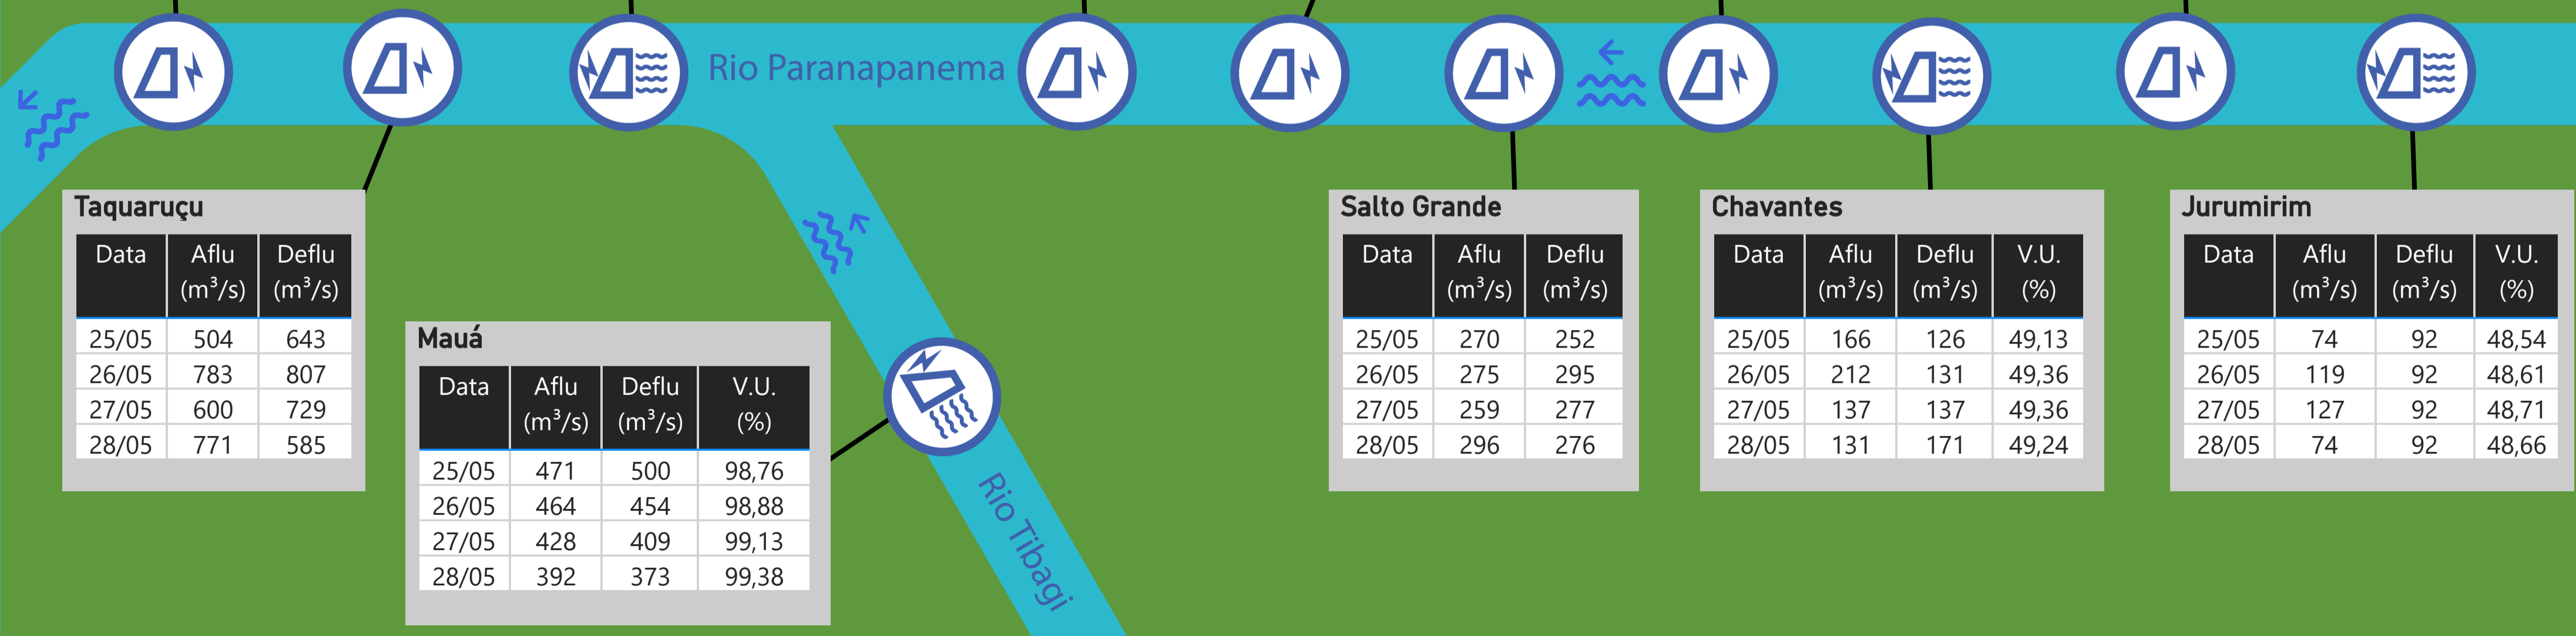 Rio Paranapanema
Taquaruçu
Data Aflu (m³/s) Deflu (m³/s)
25/05 504 643
26/05 783 807
27/05 600 729
28/05 771 585
Mauá
Data Aflu (m³/s) Deflu (m³/s) V.U. (%)
25/05 471 500 98,76
26/05 464 454 98,88
27/05 428 409 99,13
28/05 392 373 99,38
Rio Tibagi
Salto Grande
Data Aflu (m³/s) Deflu (m³/s)
25/05 270 252
26/05 275 295
27/05 259 277
28/05 296 276
Chavantes
Data Aflu (m³/s) Deflu (m³/s) V.U. (%)
25/05 166 126 49,13
26/05 212 131 49,36
27/05 137 137 49,36
28/05 131 171 49,24
Jurumirim
Data Aflu (m³/s) Deflu (m³/s) V.U. (%)
25/05 74 92 48,54
26/05 119 92 48,61
27/05 127 92 48,71
28/05 74 92 48,66